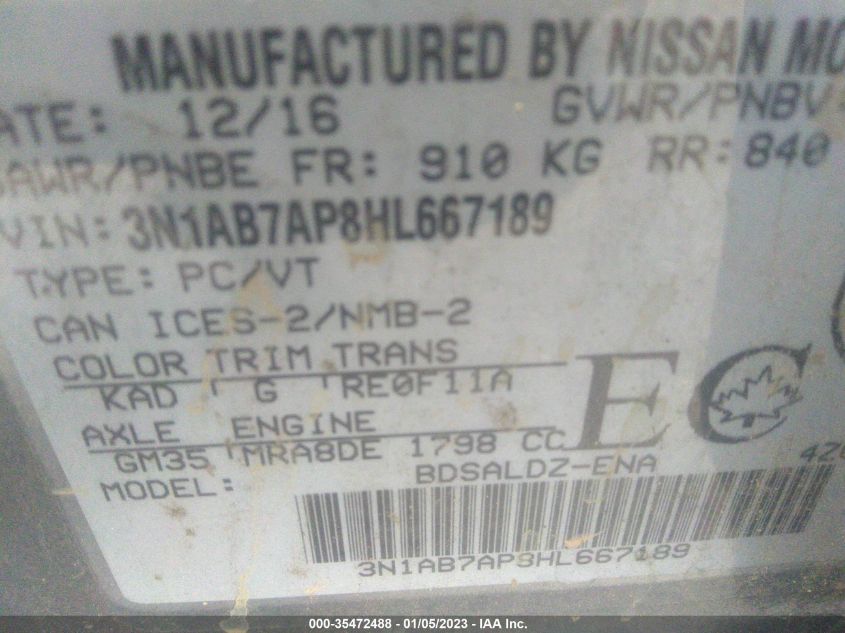 MANUFACTURED BY NISSAN MO
ATE: 12/16 GVWR/PNBV
GAWR/PNBE FR: 910 KG RR: 840
VIN: 3N1AB7AP8HL667189
TYPE: PC/VT
CAN ICES-2/NMB-2
COLOR TRIM TRANS
KAD G RE0F11A
EC
AXLE ENGINE
GM35 MRA8DE 1798 CC
MODEL: BDSALDZ-ENA
3N1AB7AP8HL667189
000-35472488 — 01/05/2023 — IAA Inc.